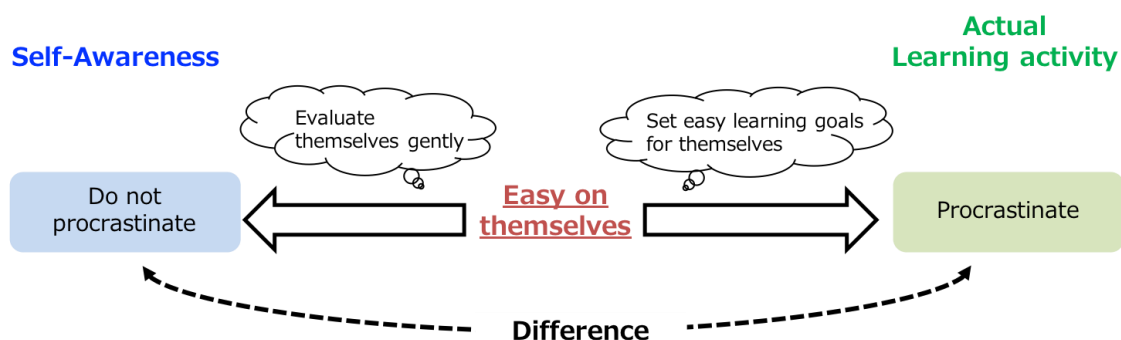 Self-Awareness
Actual
Learning activity
Evaluate
themselves gently
Set easy learning goals
for themselves
Do not
procrastinate
Easy on
themselves
Procrastinate
Difference